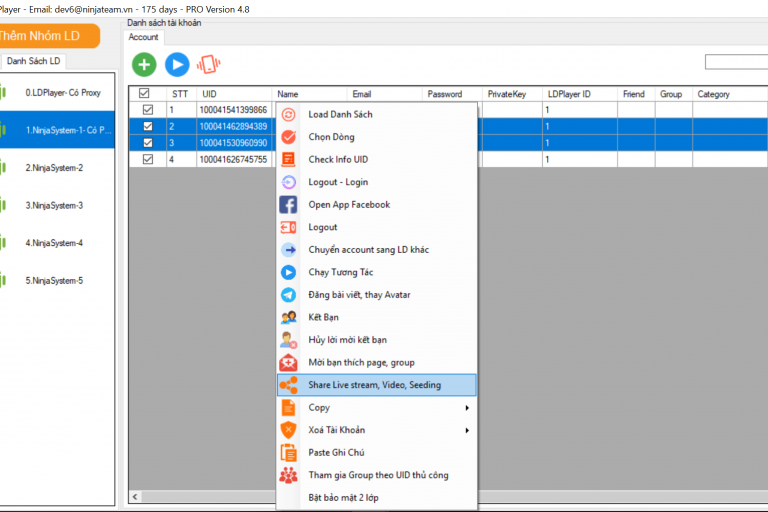 Player - Email: dev6@ninjateam.vn - 175 days - PRO Version 4.8
Thêm Nhóm LD
Danh Sách LD
0.LDPlayer- Có Proxy
1.NinjaSystem-1- Có P...
2.NinjaSystem-2
3.NinjaSystem-3
4.NinjaSystem-4
5.NinjaSystem-5
Danh sách tài khoản
Account
STT UID Name Email Password PrivateKey LDPlayer ID Friend Group Category
1 100041541399866 1
2 100041462894389 1
3 100041530960990 1
4 100041626745755 1
Load Danh Sách
Chọn Dòng
Check Info UID
Logout - Login
Open App Facebook
Logout
Chuyển account sang LD khác
Chạy Tương Tác
Đăng bài viết, thay Avatar
Kết Bạn
Hủy lời mời kết bạn
Mời bạn thích page, group
Share Live stream, Video, Seeding
Copy
Xoá Tài Khoản
Paste Ghi Chú
Tham gia Group theo UID thủ công
Bật bảo mật 2 lớp